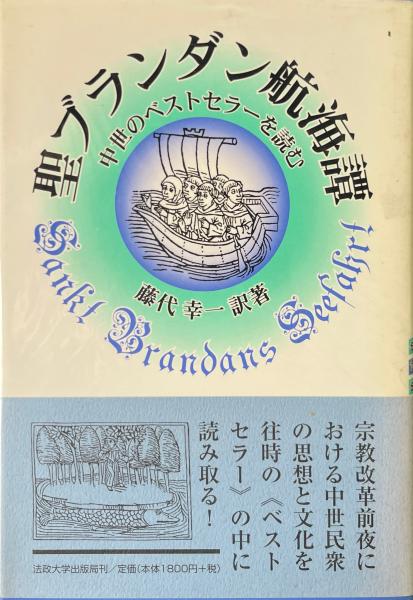 聖ブランダン航海譚
中世のベストセラーを読む
藤代 幸一 訳著
Sankt Brandans Seefahrt
宗教改革前夜に
おける中世民衆
の思想と文化を
往時の《ベスト
セラー》の中に
読み取る!
法政大学出版局刊／定価(本体1800円+税)